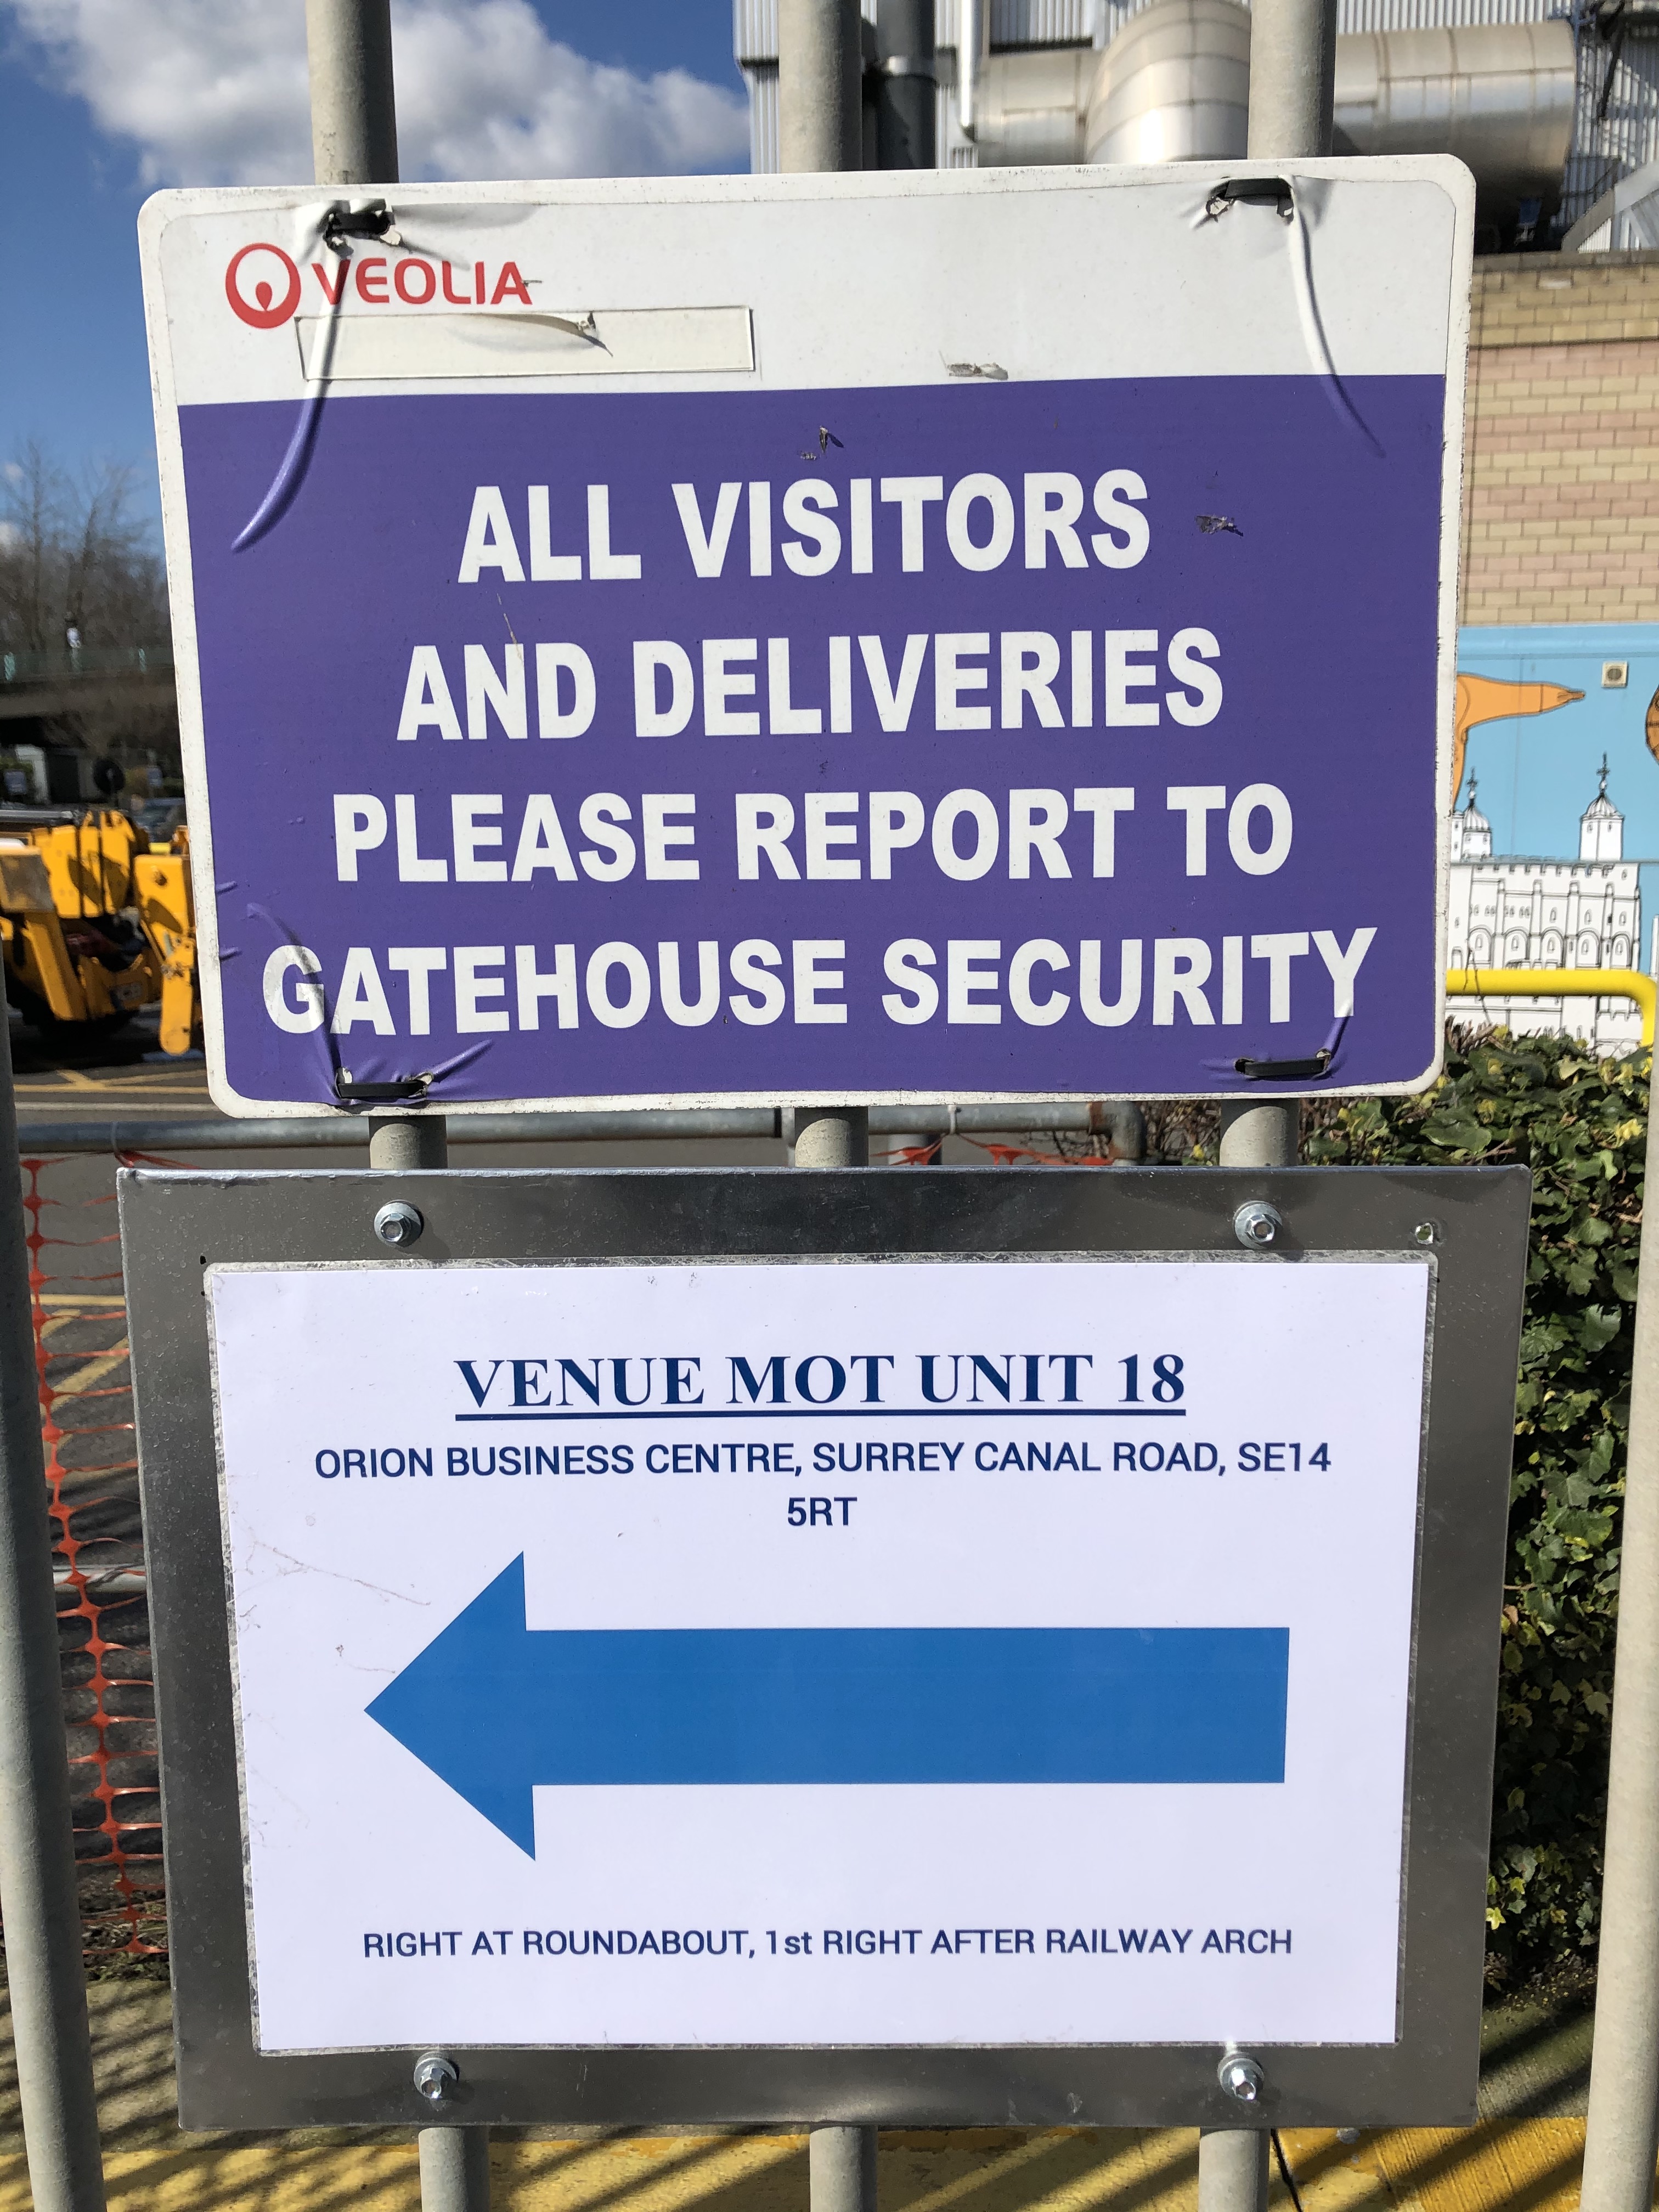 VEOLIA
ALL VISITORS
AND DELIVERIES
PLEASE REPORT TO
GATEHOUSE SECURITY
VENUE MOT UNIT 18
ORION BUSINESS CENTRE, SURREY CANAL ROAD, SE14
5RT
RIGHT AT ROUNDABOUT, 1st RIGHT AFTER RAILWAY ARCH